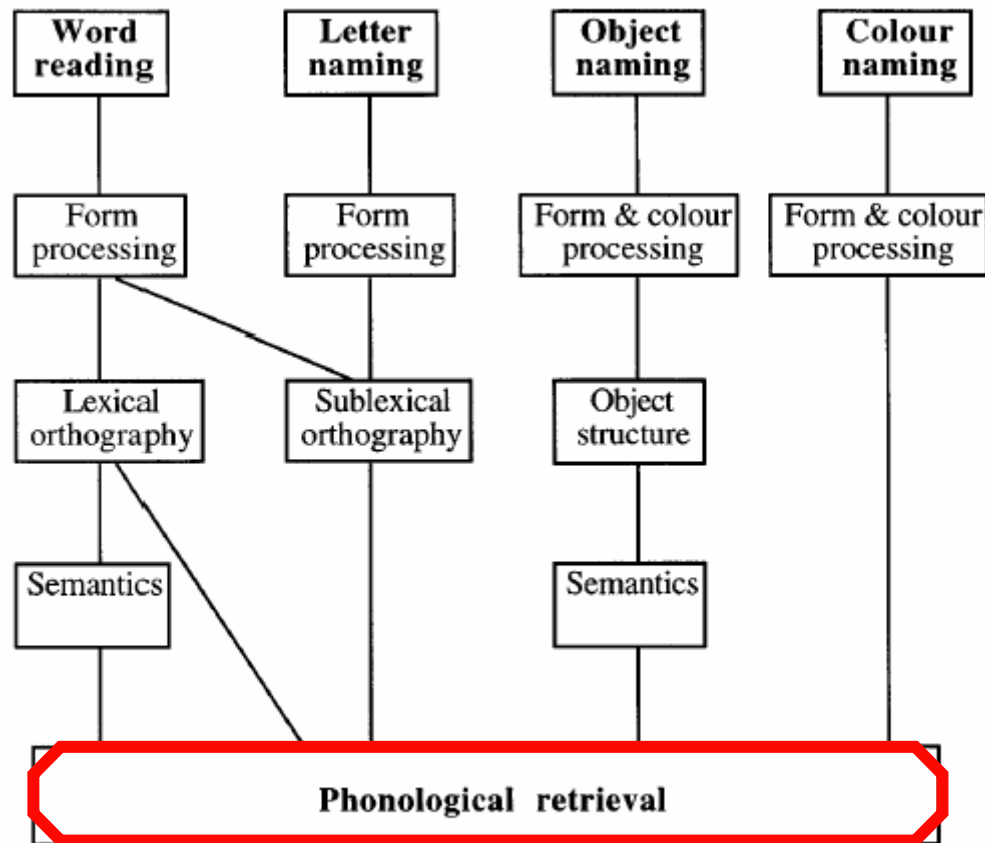 Word
reading
Letter
naming
Object
naming
Colour
naming
Form
processing
Form
processing
Form & colour
processing
Form & colour
processing
Lexical
orthography
Sublexical
orthography
Object
structure
Semantics
Semantics
Phonological retrieval